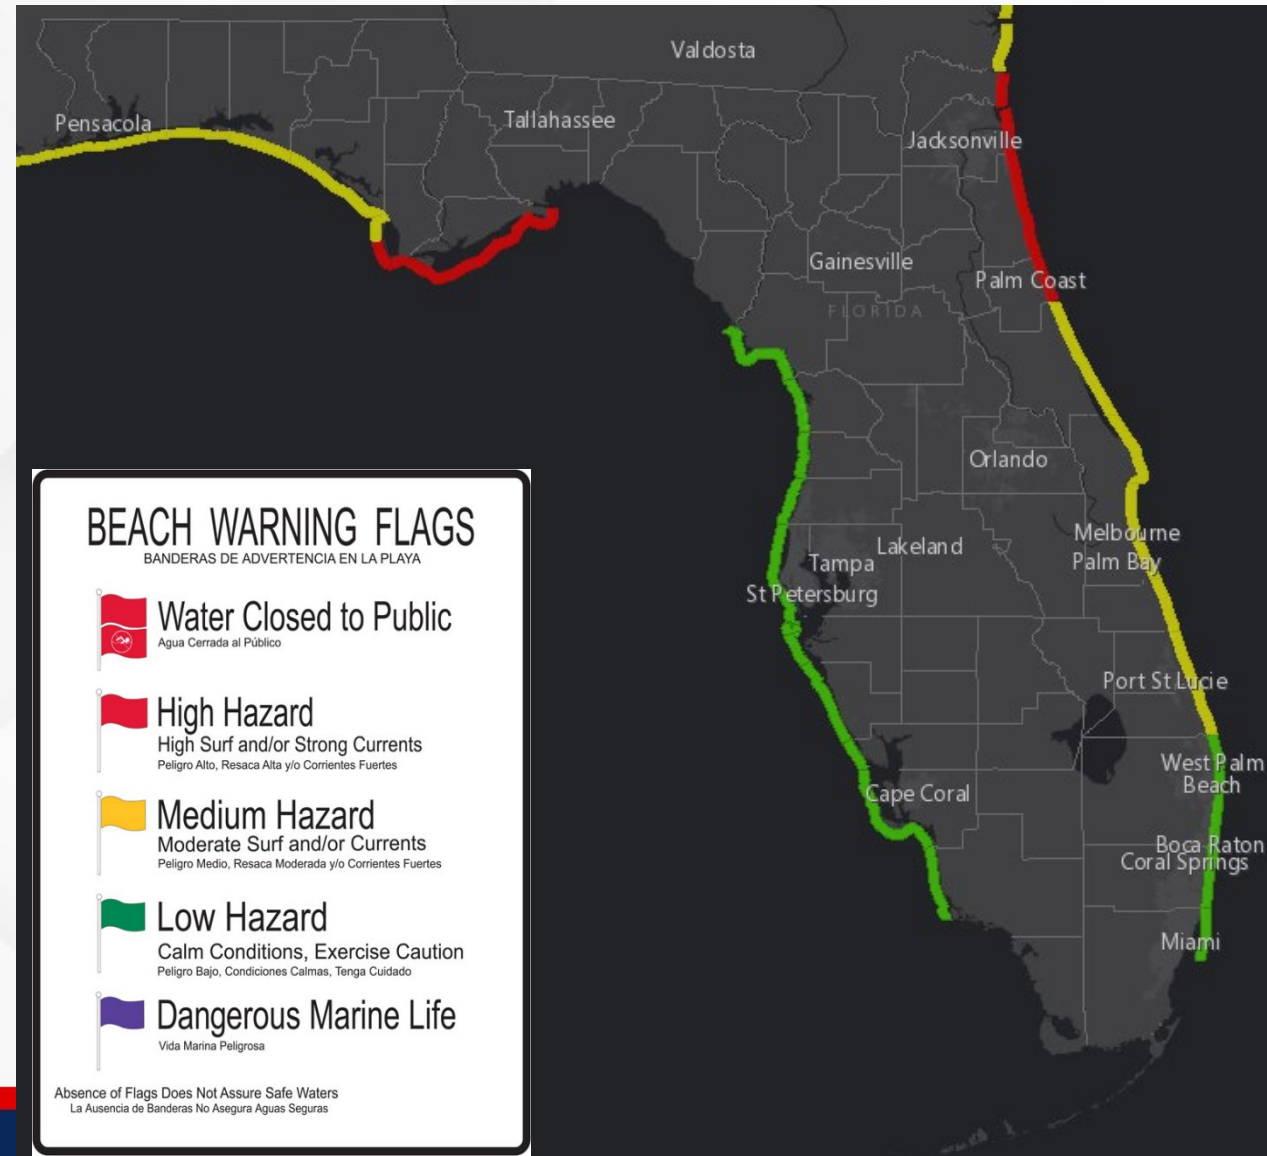 Valdosta
Pensacola
Tallahassee
Jacksonville
Gainesville
Palm Coast
FLORIDA
Orlando
Melbourne
Lakeland
Tampa
Palm Bay
St Petersburg
Port St Lucie
West Palm
Beach
Cape Coral
Boca Raton
Coral Springs
Miami
BEACH WARNING FLAGS
BANDERAS DE ADVERTENCIA EN LA PLAYA
Water Closed to Public
Agua Cerrada al Público
High Hazard
High Surf and/or Strong Currents
Peligro Alto, Resaca Alta y/o Corrientes Fuertes
Medium Hazard
Moderate Surf and/or Currents
Peligro Medio, Resaca Moderada y/o Corrientes Fuertes
Low Hazard
Calm Conditions, Exercise Caution
Peligro Bajo, Condiciones Calmas, Tenga Cuidado
Dangerous Marine Life
Vida Marina Peligrosa
Absence of Flags Does Not Assure Safe Waters
La Ausencia de Banderas No Asegura Aguas Seguras